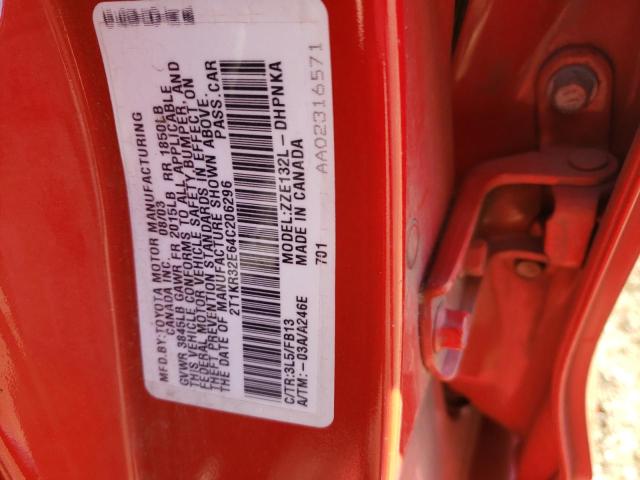 MFD.BY:TOYOTA MOTOR MANUFACTURING
CANADA INC. 08/03
GVWR 3845LB GAWR FR 2015LB RR 1850LB
THIS VEHICLE CONFORMS TO ALL APPLICABLE
FEDERAL MOTOR VEHICLE SAFETY,BUMPER, AND
THEFT PREVENTION STANDARDS IN EFFECT ON
THE DATE OF MANUFACTURE SHOWN ABOVE.
2T1KR32E64C206296 PASS.CAR
C/TR:3L5/FB13 MODEL:ZZE132L-DHPNKA
A/TM:-03A/A246E MADE IN CANADA
701 AA02316571